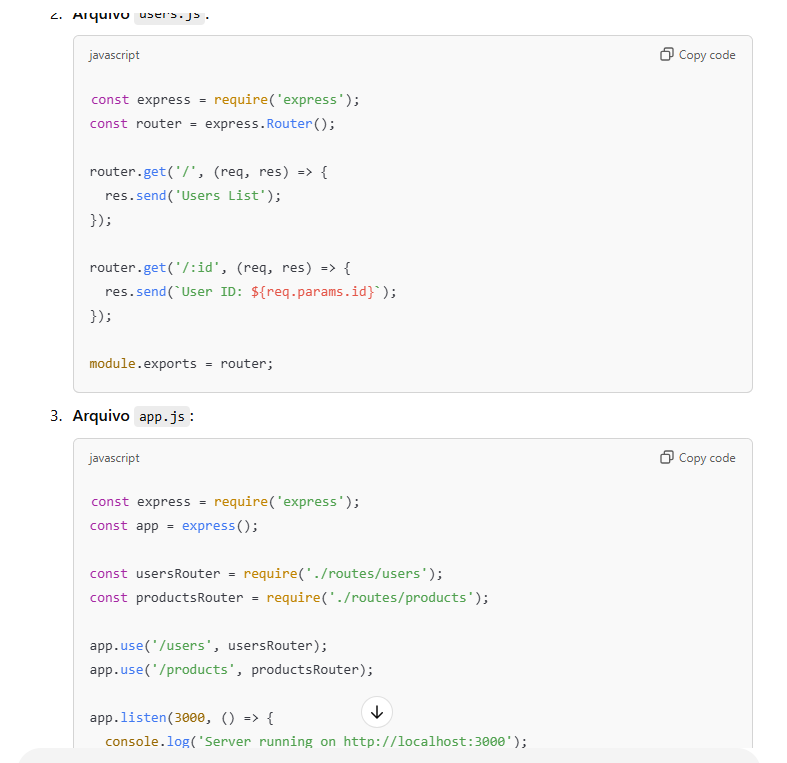 2. Arquivo users.js:
javascript
Copy code
const express = require('express');
const router = express.Router();
router.get('/', (req, res) => {
  res.send('Users List');
});
router.get('/:id', (req, res) => {
  res.send(`User ID: ${req.params.id}`);
});
module.exports = router;
3. Arquivo app.js:
javascript
Copy code
const express = require('express');
const app = express();
const usersRouter = require('./routes/users');
const productsRouter = require('./routes/products');
app.use('/users', usersRouter);
app.use('/products', productsRouter);
app.listen(3000, () => {
  console.log('Server running on http://localhost:3000');